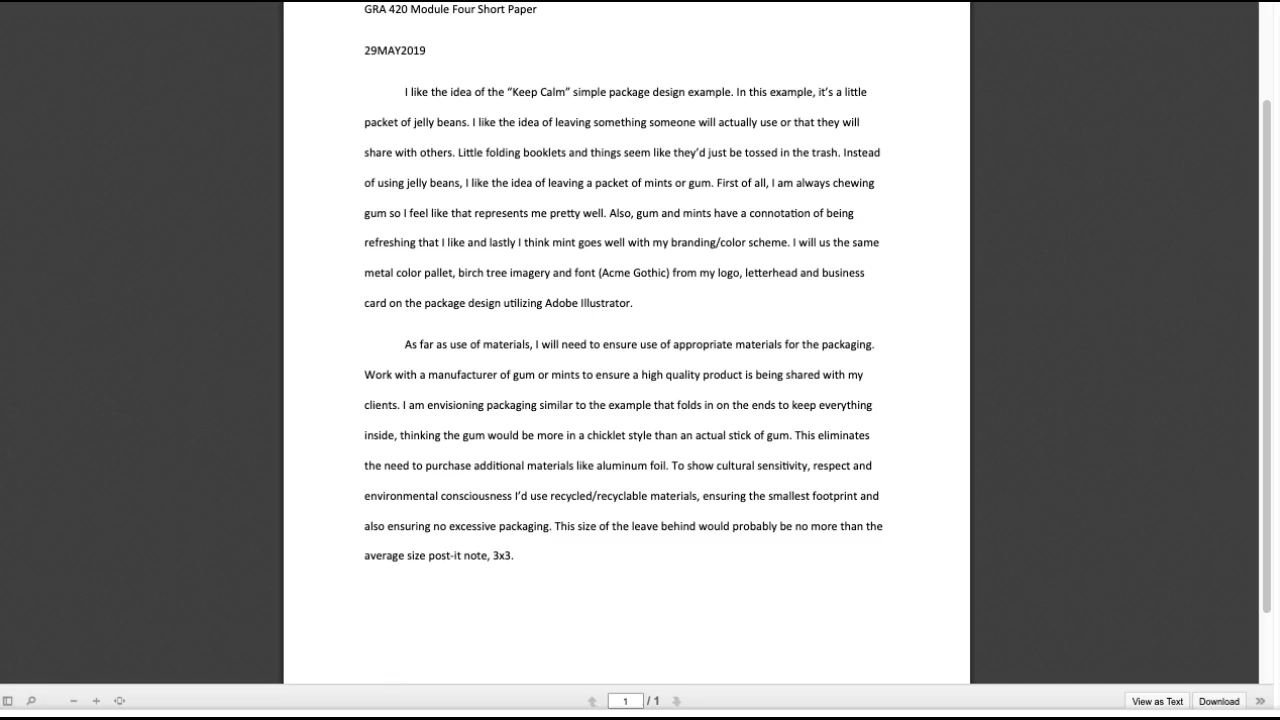 GRA 420 Module Four Short Paper
29MAY2019
I like the idea of the “Keep Calm” simple package design example. In this example, it’s a little
packet of jelly beans. I like the idea of leaving something someone will actually use or that they will
share with others. Little folding booklets and things seem like they’d just be tossed in the trash. Instead
of using jelly beans, I like the idea of leaving a packet of mints or gum. First of all, I am always chewing
gum so I feel like that represents me pretty well. Also, gum and mints have a connotation of being
refreshing that I like and lastly I think mint goes well with my branding/color scheme. I will us the same
metal color pallet, birch tree imagery and font (Acme Gothic) from my logo, letterhead and business
card on the package design utilizing Adobe Illustrator.
As far as use of materials, I will need to ensure use of appropriate materials for the packaging.
Work with a manufacturer of gum or mints to ensure a high quality product is being shared with my
clients. I am envisioning packaging similar to the example that folds in on the ends to keep everything
inside, thinking the gum would be more in a chicklet style than an actual stick of gum. This eliminates
the need to purchase additional materials like aluminum foil. To show cultural sensitivity, respect and
environmental consciousness I’d use recycled/recyclable materials, ensuring the smallest footprint and
also ensuring no excessive packaging. This size of the leave behind would probably be no more than the
average size post-it note, 3x3.
1 / 1 View as Text Download